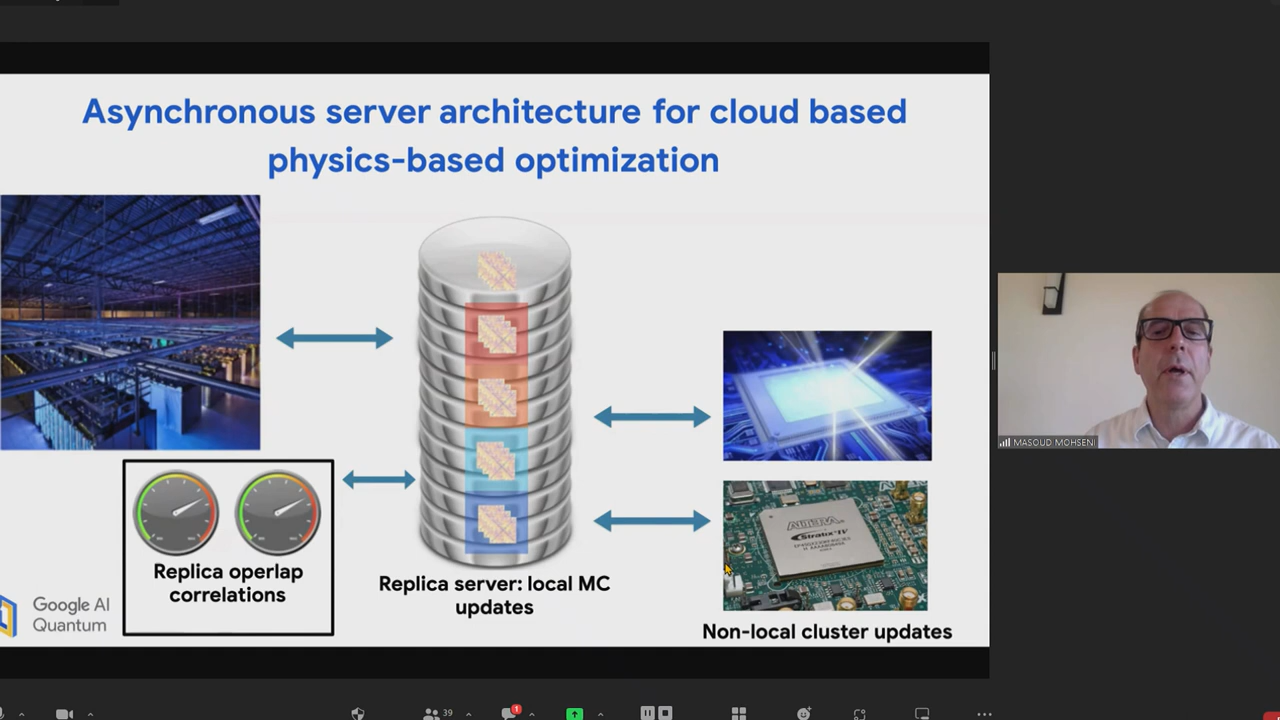 Asynchronous server architecture for cloud based
physics-based optimization
Replica operlap
correlations
Replica server: local MC
updates
ALTERA
Stratix IV
Non-local cluster updates
Google AI
Quantum
MASOUD MOHSENI
39
1